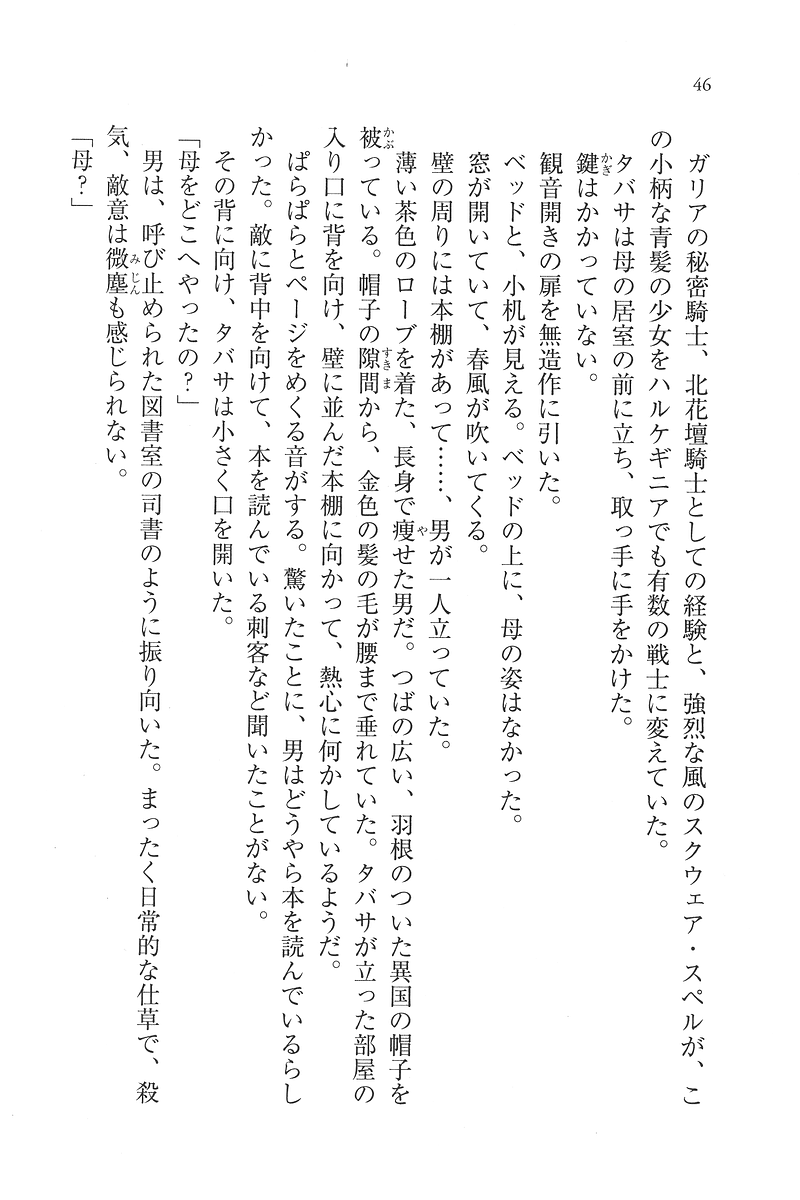 46
ガリアの秘密騎士、北花壇騎士としての経験と、強烈な風のスクウェア・スペルが、こ
の小柄な青髪の少女をハルケギニアでも有数の戦士に変えていた。
タバサは母の居室の前に立ち、取っ手に手をかけた。
鍵はかかっていない。
観音開きの扉を無造作に引いた。
ベッドと、小机が見える。ベッドの上に、母の姿はなかった。
窓が開いていて、春風が吹いてくる。
壁の周りには本棚があって……、男が一人立っていた。
薄い茶色のローブを着た、長身で痩せた男だ。つばの広い、羽根のついた異国の帽子を
被っている。帽子の隙間から、金色の髪の毛が腰まで垂れていた。タバサが立った部屋の
入り口に背を向け、壁に並んだ本棚に向かって、熱心に何かしているようだ。
ぱらぱらとページをめくる音がする。驚いたことに、男はどうやら本を読んでいるらし
かった。敵に背中を向けて、本を読んでいる刺客など聞いたことがない。
その背に向け、タバサは小さく口を開いた。
「母をどこへやったの？」
男は、呼び止められた図書室の司書のように振り向いた。まったく日常的な仕草で、殺
気、敵意は微塵も感じられない。
「母？」